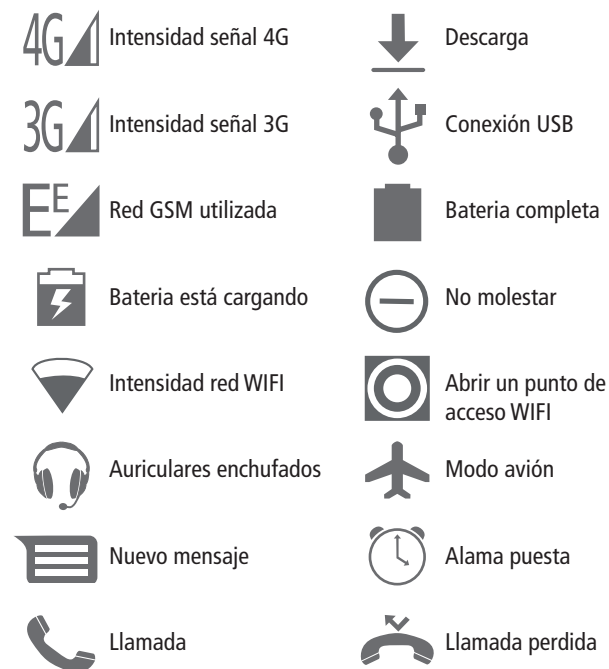 4G Intensidad señal 4G
Descarga
3G Intensidad señal 3G
Conexión USB
EE Red GSM utilizada
Bateria completa
Bateria está cargando
No molestar
Intensidad red WIFI
Abrir un punto de
acceso WIFI
Auriculares enchufados
Modo avión
Nuevo mensaje
Alama puesta
Llamada
Llamada perdida